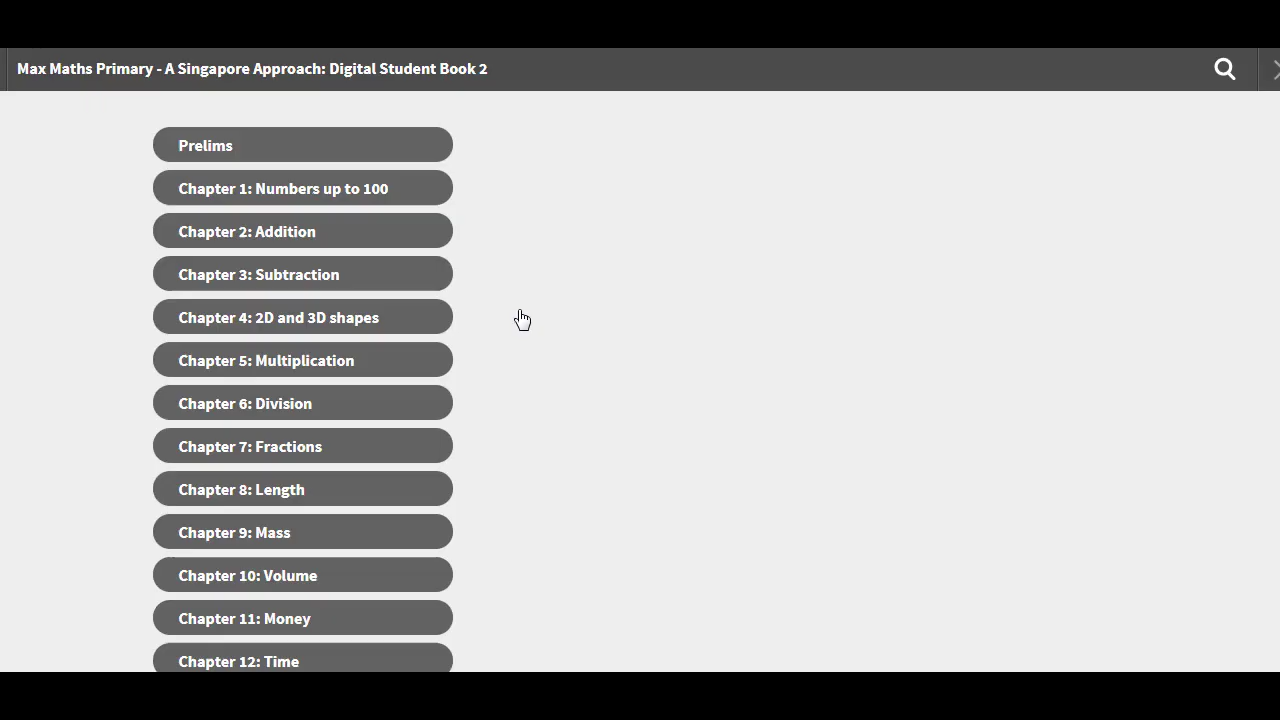 Max Maths Primary - A Singapore Approach: Digital Student Book 2
Prelims
Chapter 1: Numbers up to 100
Chapter 2: Addition
Chapter 3: Subtraction
Chapter 4: 2D and 3D shapes
Chapter 5: Multiplication
Chapter 6: Division
Chapter 7: Fractions
Chapter 8: Length
Chapter 9: Mass
Chapter 10: Volume
Chapter 11: Money
Chapter 12: Time